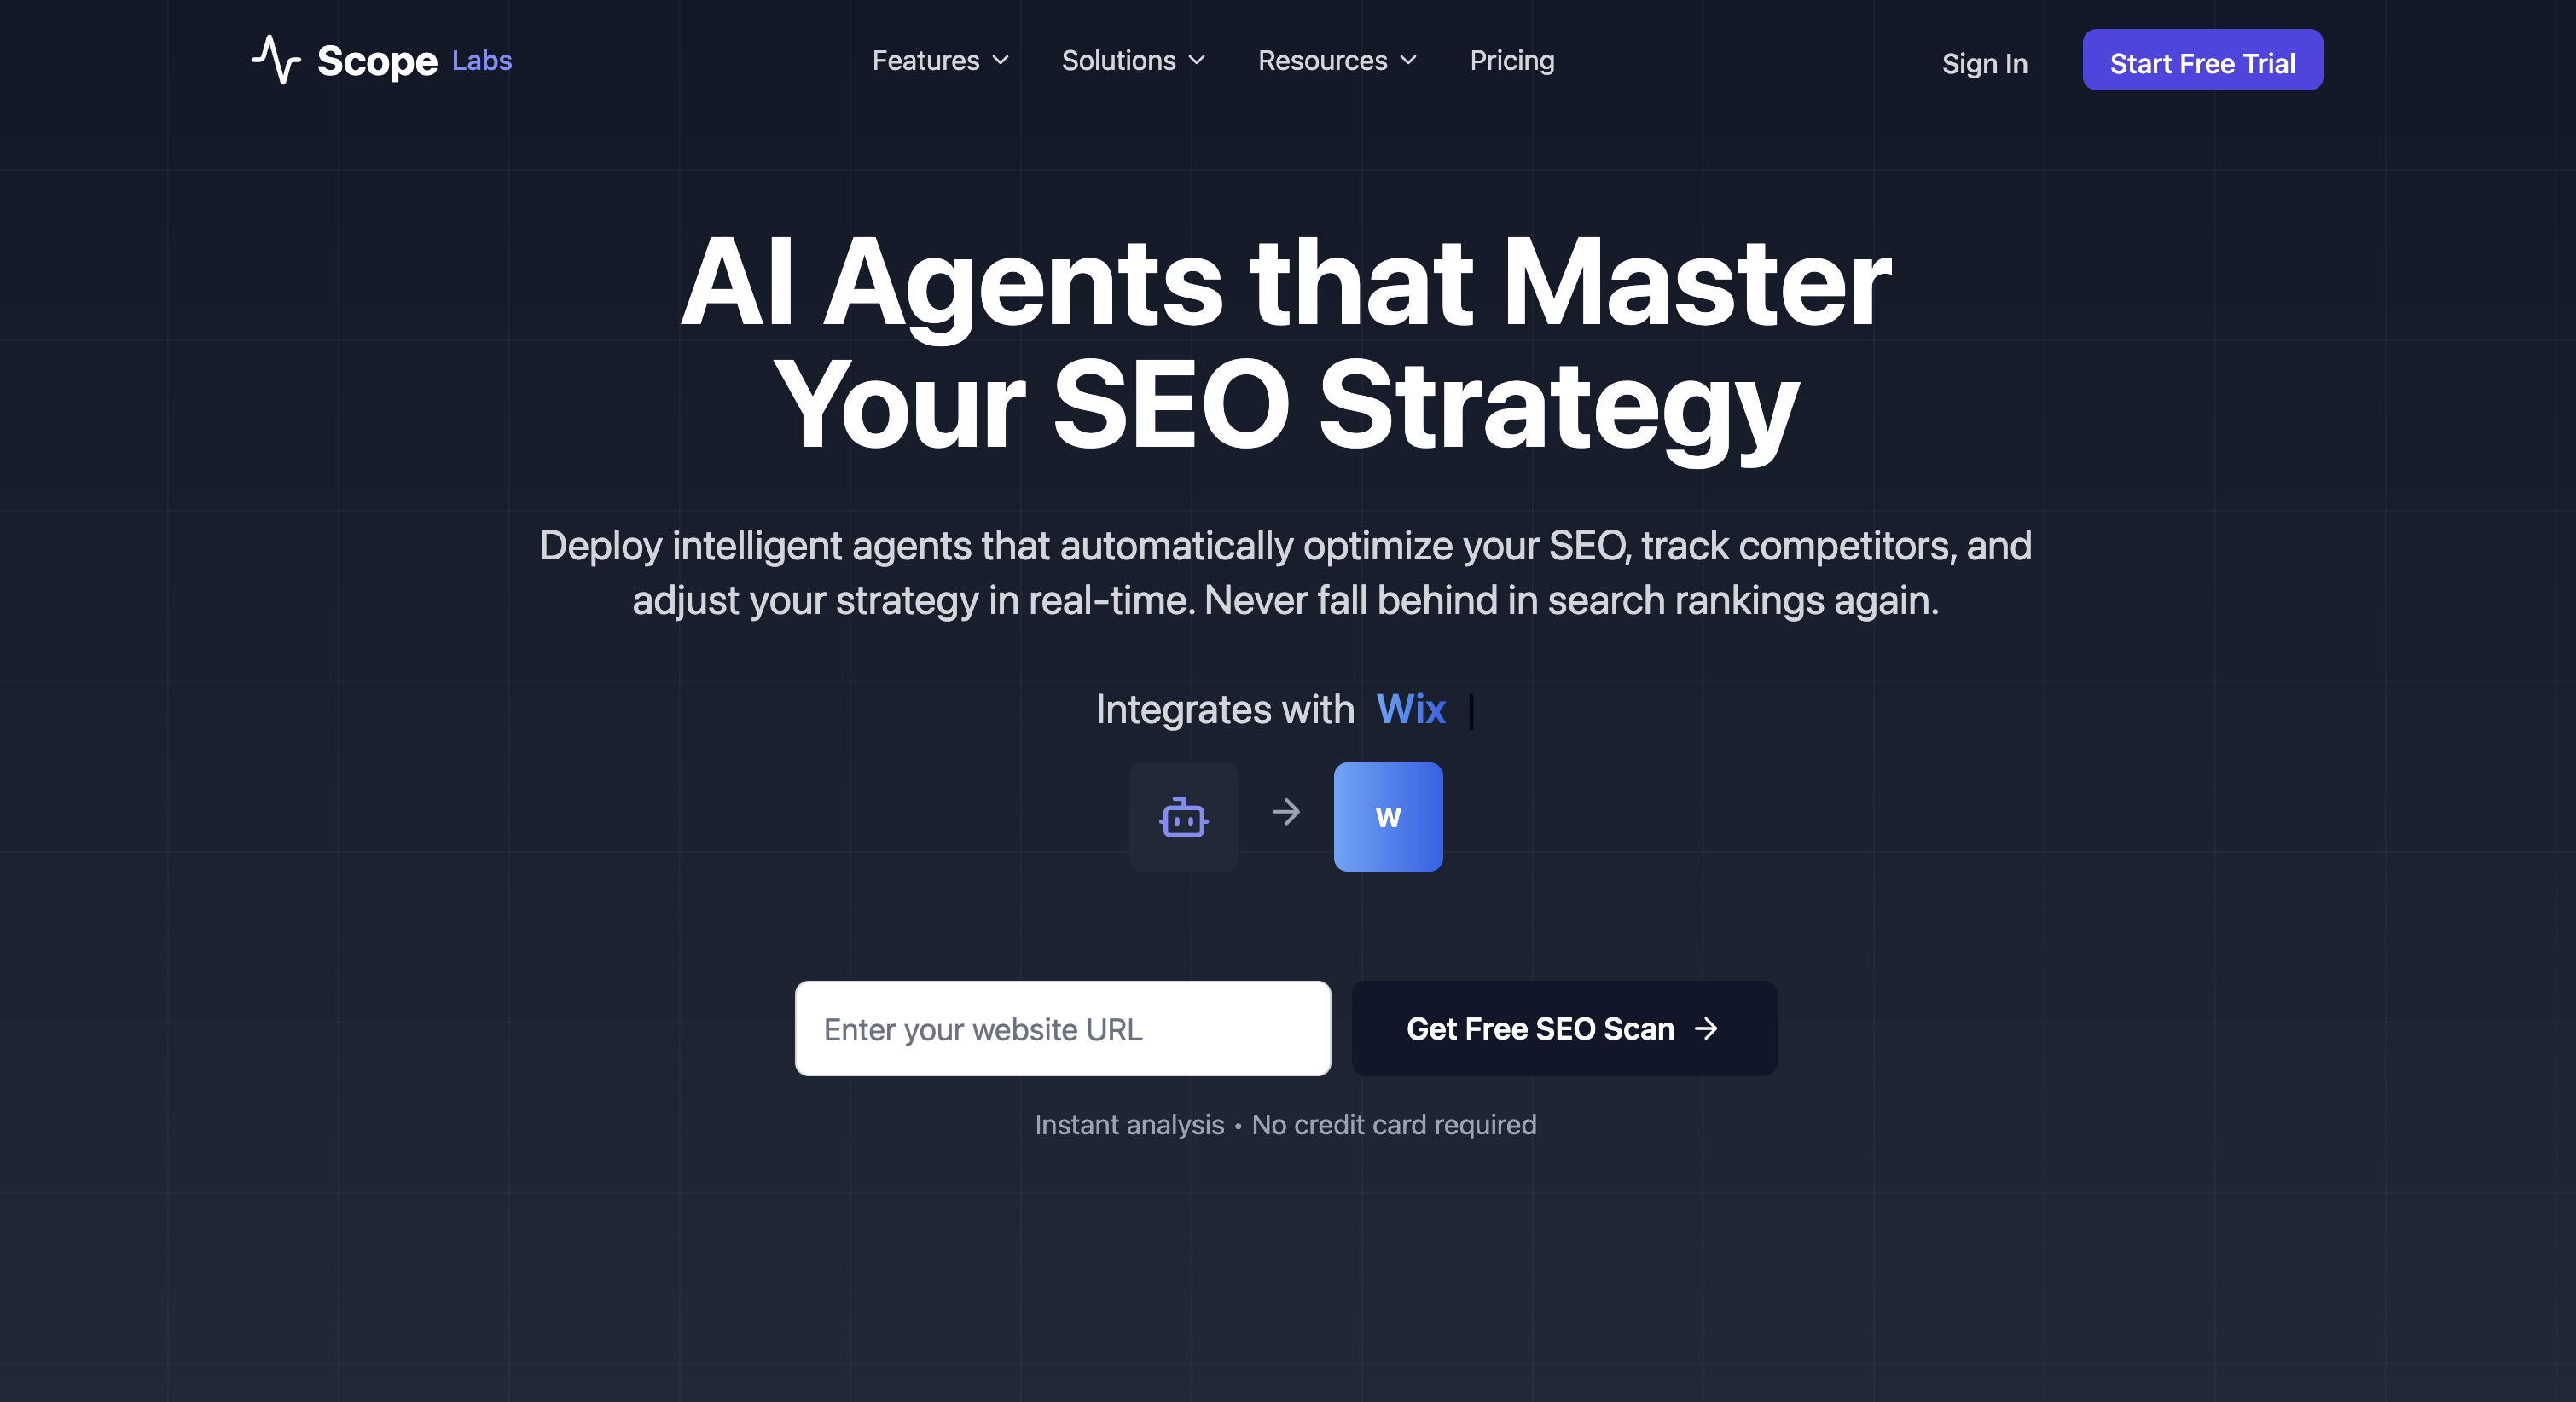 Scope Labs
Features
Solutions
Resources
Pricing
Sign In
Start Free Trial
AI Agents that Master
Your SEO Strategy
Deploy intelligent agents that automatically optimize your SEO, track competitors, and
adjust your strategy in real-time. Never fall behind in search rankings again.
Integrates with Wix
W
Enter your website URL
Get Free SEO Scan →
Instant analysis • No credit card required